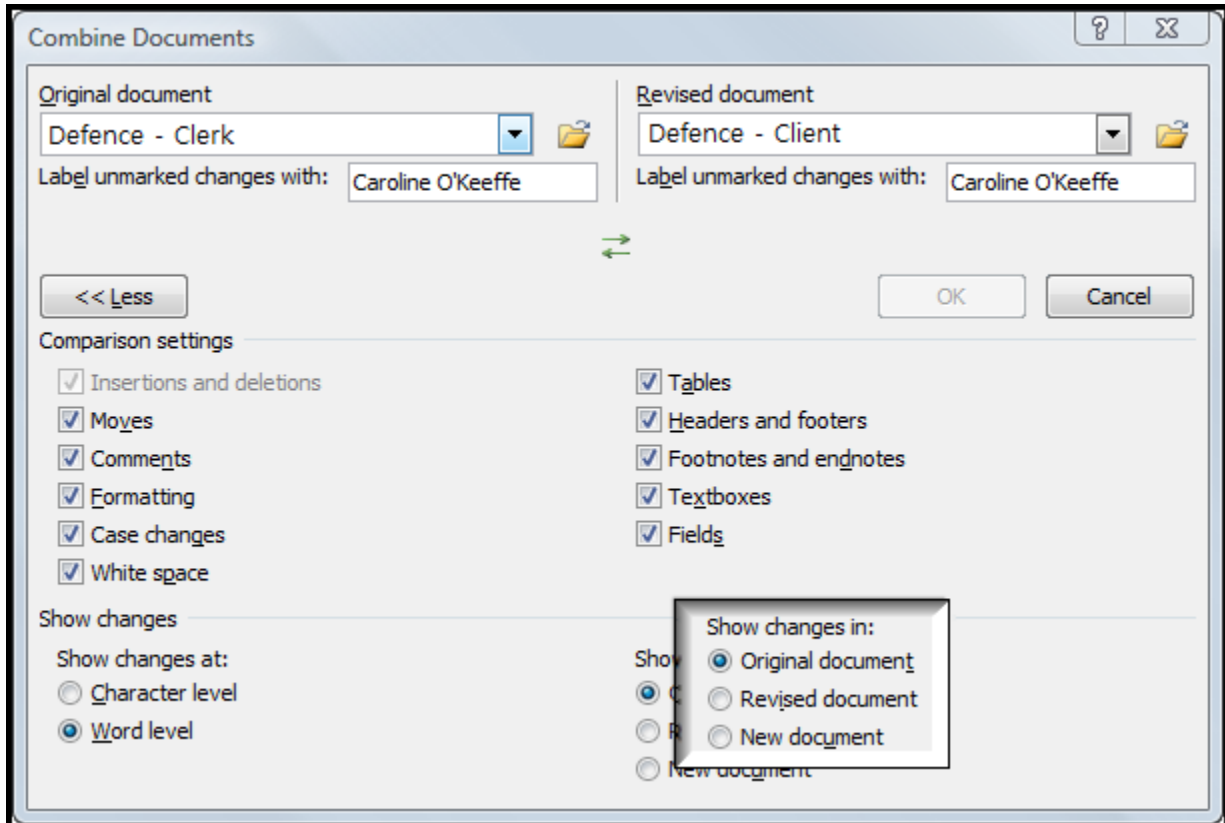 Combine Documents
Original document
Defence - Clerk
Label unmarked changes with: Caroline O'Keeffe
Revised document
Defence - Client
Label unmarked changes with: Caroline O'Keeffe
<< Less
OK Cancel
Comparison settings
Insertions and deletions
Moves
Comments
Formatting
Case changes
White space
Tables
Headers and footers
Footnotes and endnotes
Textboxes
Fields
Show changes
Show changes at:
Character level
Word level
Show changes in:
Original document
Revised document
New document
Show
New document